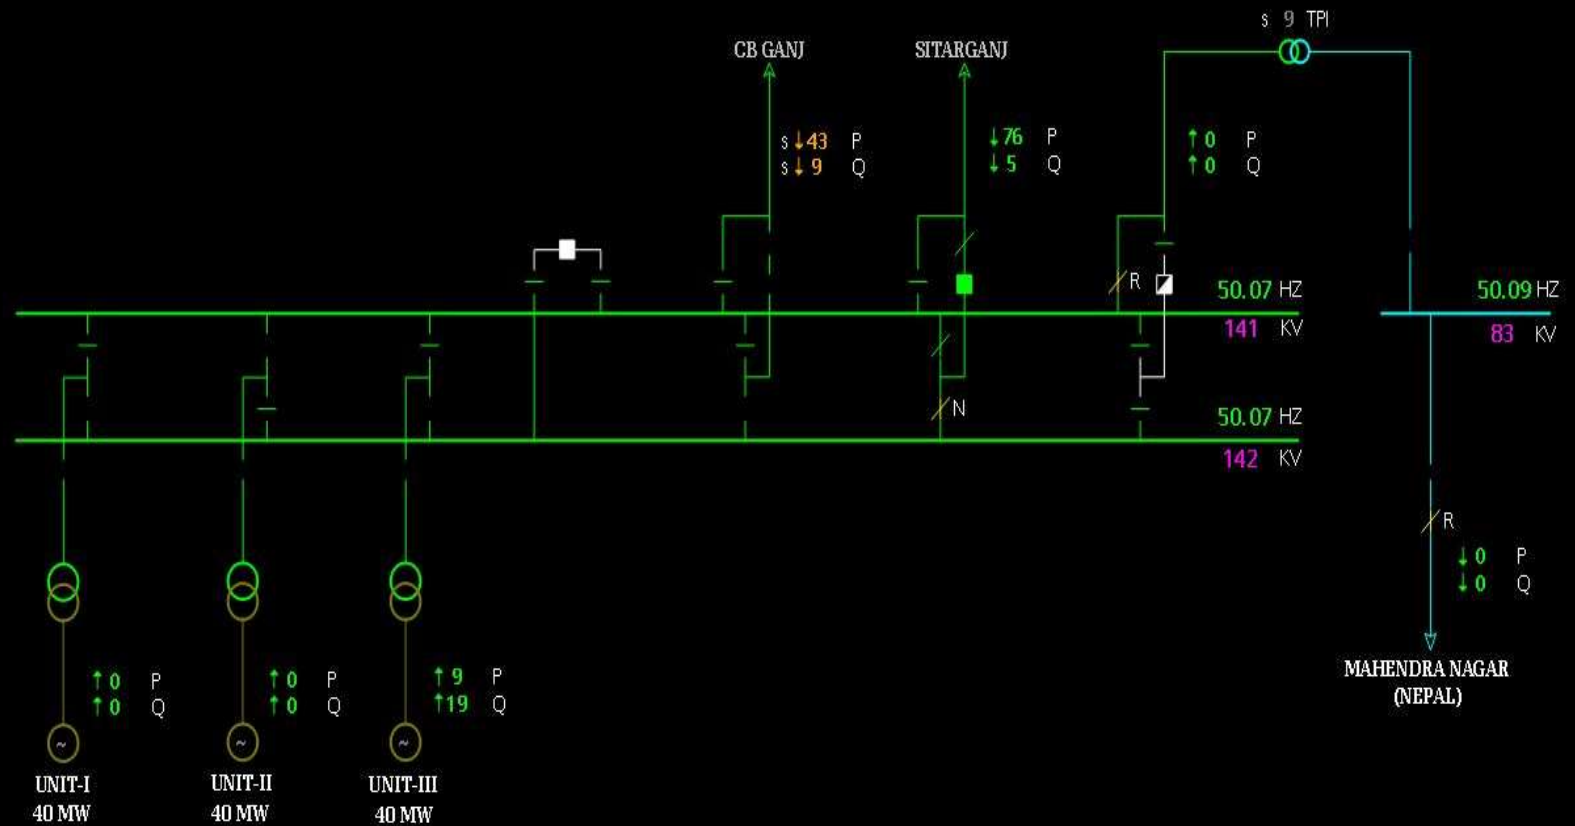 s 9 TPI
CB GANJ
SITARGANJ
s ↓43 P
s ↓ 9 Q
↓76 P
↓ 5 Q
↑ 0 P
↑ 0 Q
R
50.07 HZ
141 KV
50.09 HZ
83 KV
N
50.07 HZ
142 KV
R
↓ 0 P
↓ 0 Q
MAHENDRA NAGAR
(NEPAL)
↑ 0 P
↑ 0 Q
↑ 0 P
↑ 0 Q
↑ 9 P
↑19 Q
~
~
~
UNIT-I
40 MW
UNIT-II
40 MW
UNIT-III
40 MW